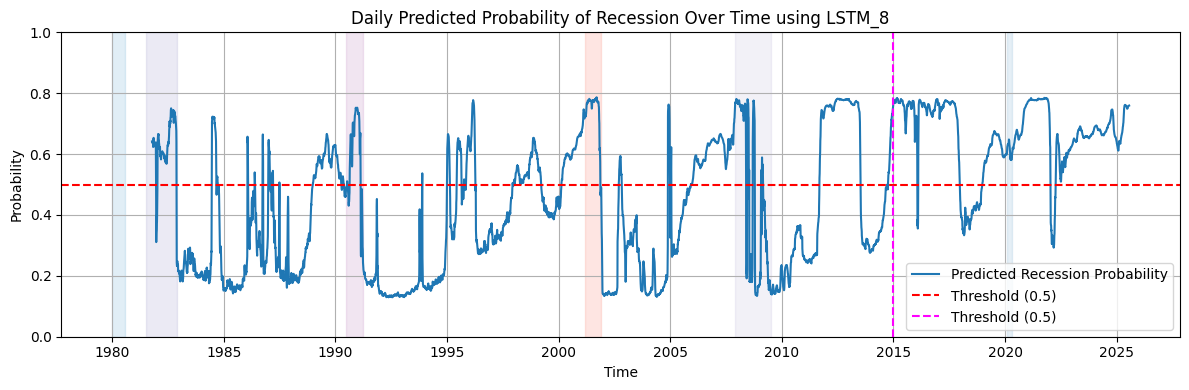 Daily Predicted Probability of Recession Over Time using LSTM_8
1.0
0.8
0.6
0.4
0.2
0.0
Probability
1980 1985 1990 1995 2000 2005 2010 2015 2020 2025
Time
Predicted Recession Probability
Threshold (0.5)
Threshold (0.5)